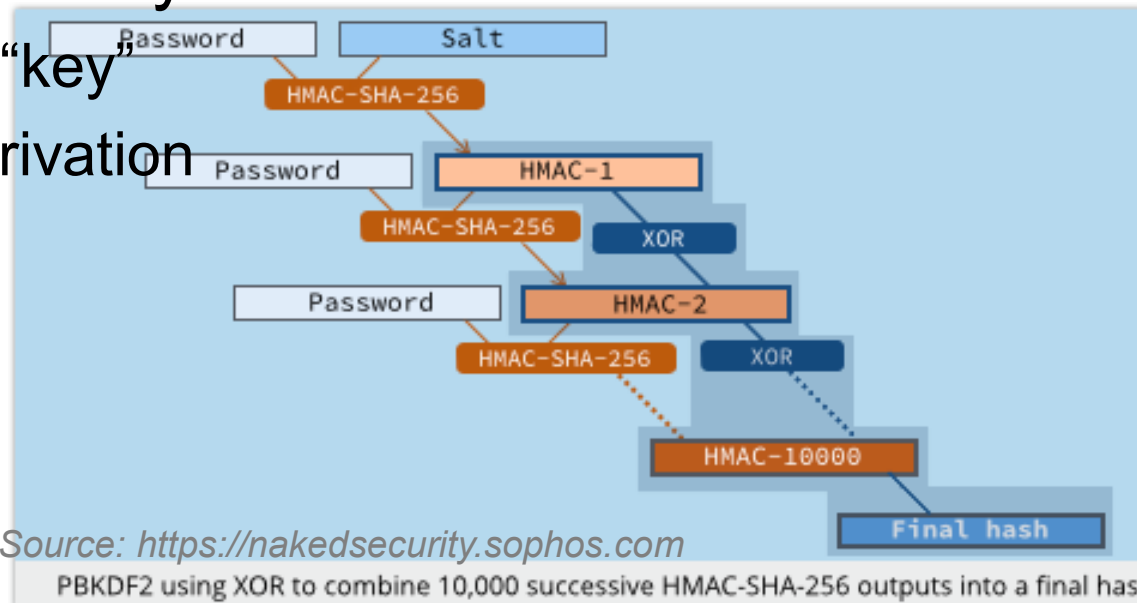 Password Salt
“key”
HMAC-SHA-256
rivation
Password HMAC-1
HMAC-SHA-256 XOR
Password HMAC-2
HMAC-SHA-256 XOR
HMAC-10000
Final hash
Source: https://nakedsecurity.sophos.com
PBKDF2 using XOR to combine 10,000 successive HMAC-SHA-256 outputs into a final has